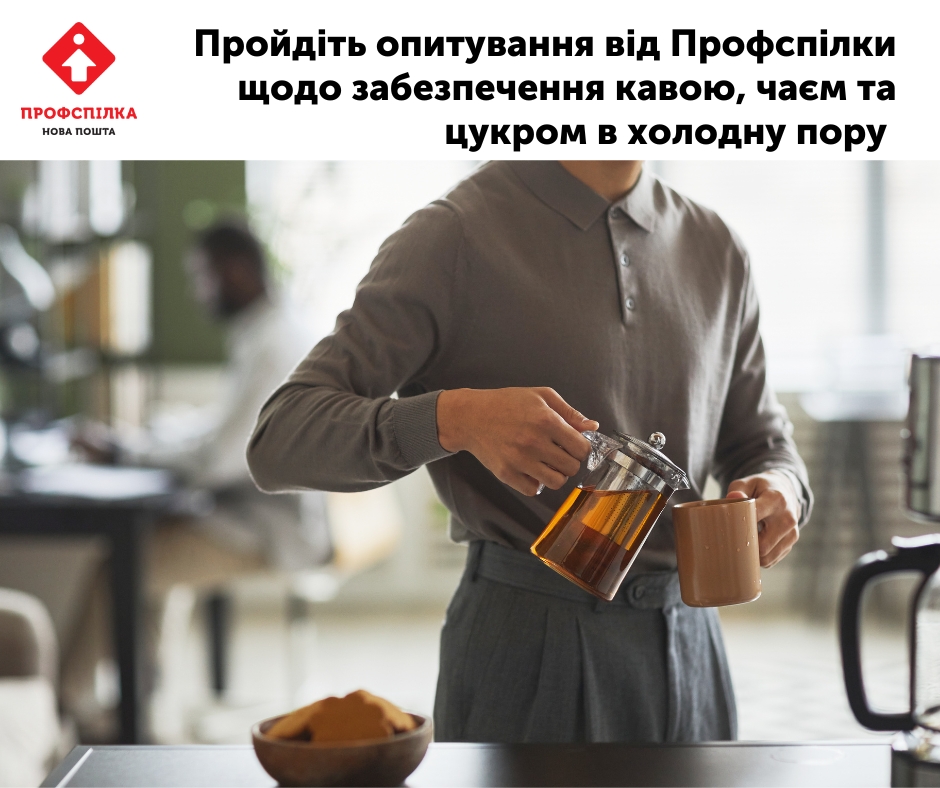 ПРОФСПІЛКА
НОВА ПОШТА
Пройдіть опитування від Профспілки
щодо забезпечення кавою, чаєм та
цукром в холодну пору